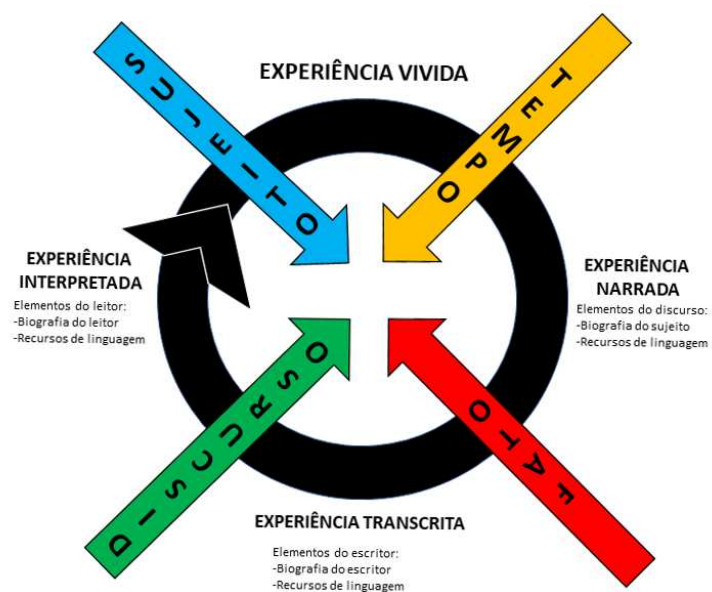 SUJEITO
EXPERIÊNCIA VIVIDA
TEMPO
EXPERIÊNCIA
INTERPRETADA
Elementos do leitor:
-Biografia do leitor
-Recursos de linguagem
EXPERIÊNCIA
NARRADA
Elementos do discurso:
-Biografia do sujeito
-Recursos de linguagem
DISCURSO
FATO
EXPERIÊNCIA TRANSCRITA
Elementos do escritor:
-Biografia do escritor
-Recursos de linguagem